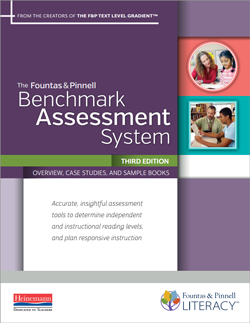 FROM THE CREATORS OF THE F&P TEXT LEVEL GRADIENT™
The Fountas & Pinnell
Benchmark
Assessment
System
THIRD EDITION
OVERVIEW, CASE STUDIES, AND SAMPLE BOOKS
Accurate, insightful assessment
tools to determine independent
and instructional reading levels,
and plan responsive instruction
Heinemann
DEDICATED TO TEACHERS
Fountas & Pinnell
LITERACY™